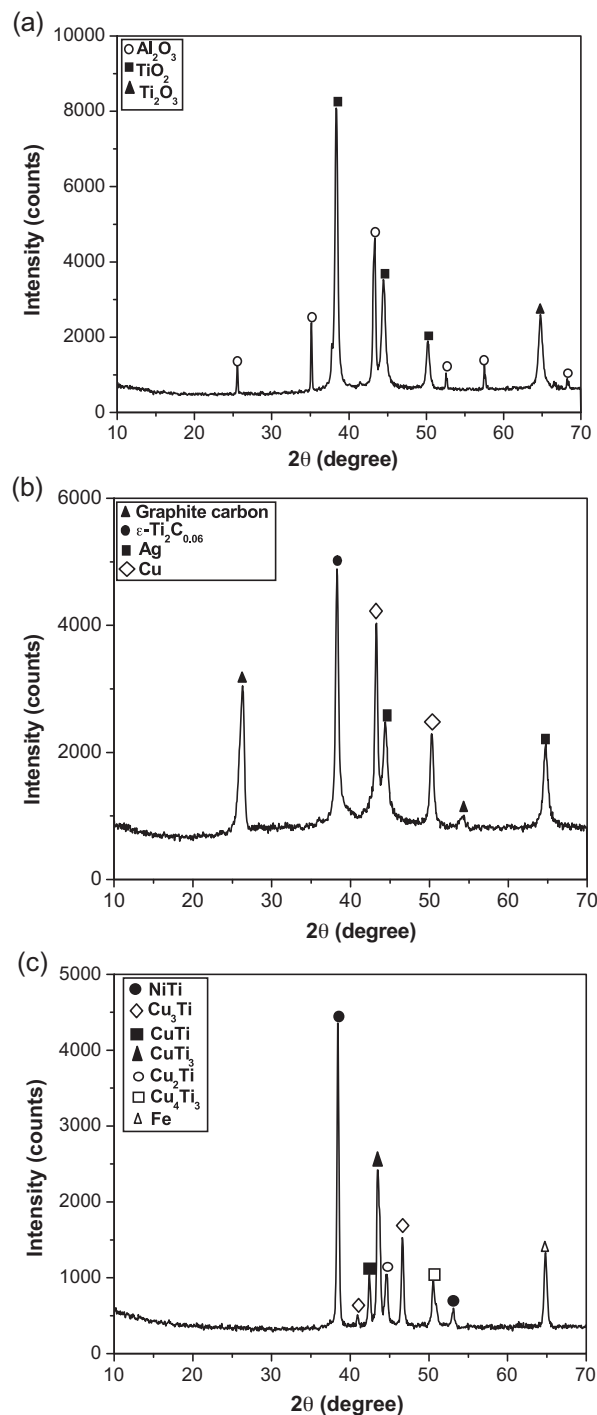 (a)
10000
8000
6000
4000
2000
0
Intensity (counts)
Al₂O₃
TiO₂
Ti₂O₃
10 20 30 40 50 60 70
2θ (degree)
(b)
6000
4000
2000
0
Intensity (counts)
Graphite carbon
ε-Ti₂C₀.₀₆
Ag
Cu
10 20 30 40 50 60 70
2θ (degree)
(c)
5000
4000
3000
2000
1000
0
Intensity (counts)
NiTi
Cu₃Ti
CuTi
CuTi₃
Cu₂Ti
Cu₄Ti₃
Fe
10 20 30 40 50 60 70
2θ (degree)